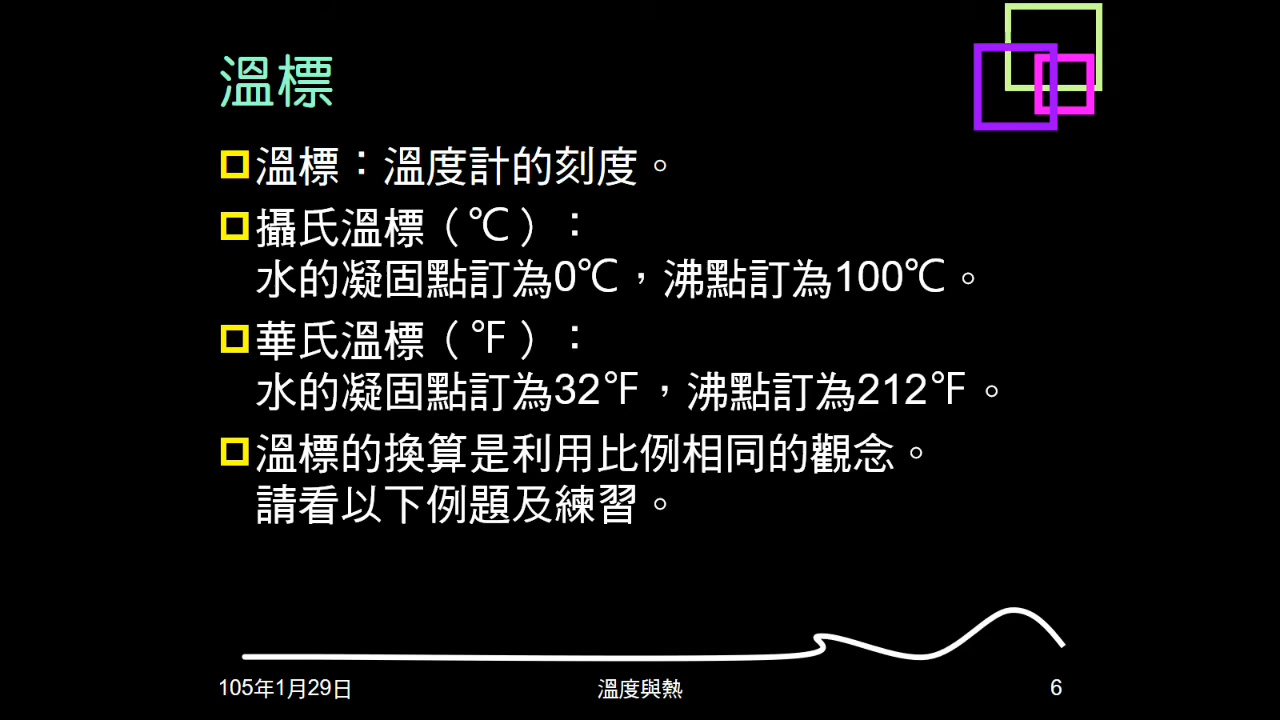 溫標
溫標：溫度計的刻度。
攝氏溫標（℃）：
水的凝固點訂為0℃，沸點訂為100℃。
華氏溫標（℉）：
水的凝固點訂為32℉，沸點訂為212℉。
溫標的換算是利用比例相同的觀念。
請看以下例題及練習。
105年1月29日
溫度與熱
6